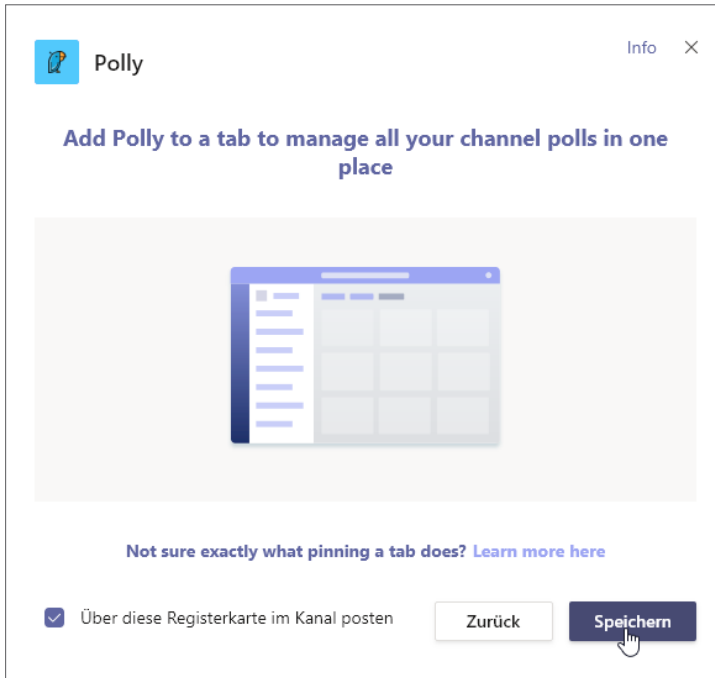 Polly
Info
Add Polly to a tab to manage all your channel polls in one
place
Not sure exactly what pinning a tab does? Learn more here
Über diese Registerkarte im Kanal posten
Zurück
Speichern